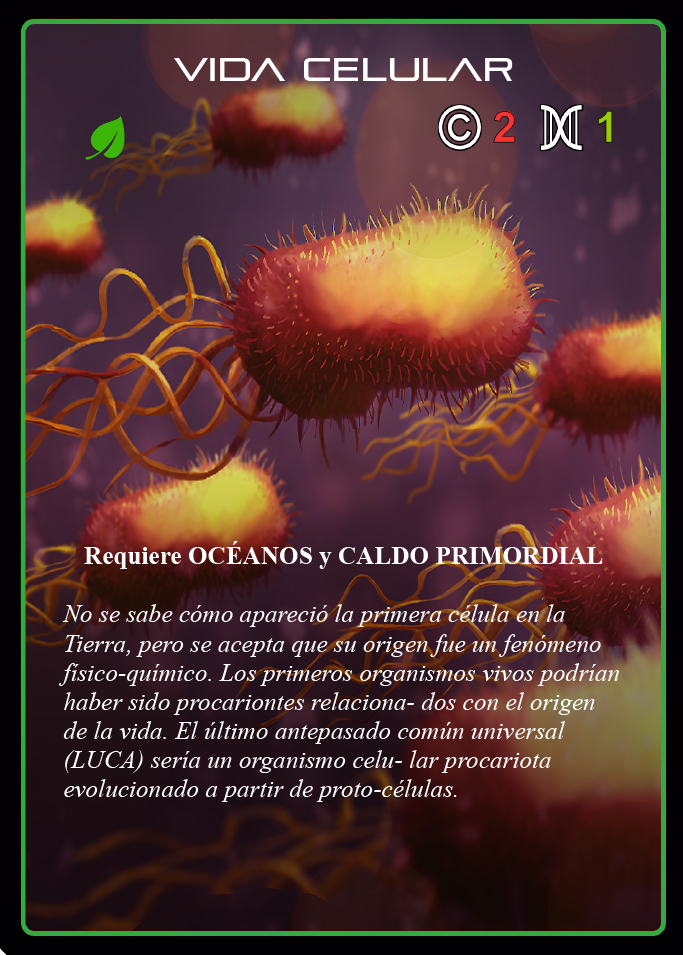 VIDA CELULAR
© 2 1
Requiere OCÉANOS y CALDO PRIMORDIAL
No se sabe cómo apareció la primera célula en la
Tierra, pero se acepta que su origen fue un fenómeno
físico-químico. Los primeros organismos vivos podrían
haber sido procariontes relaciona- dos con el origen
de la vida. El último antepasado común universal
(LUCA) sería un organismo celu- lar procariota
evolucionado a partir de proto-células.